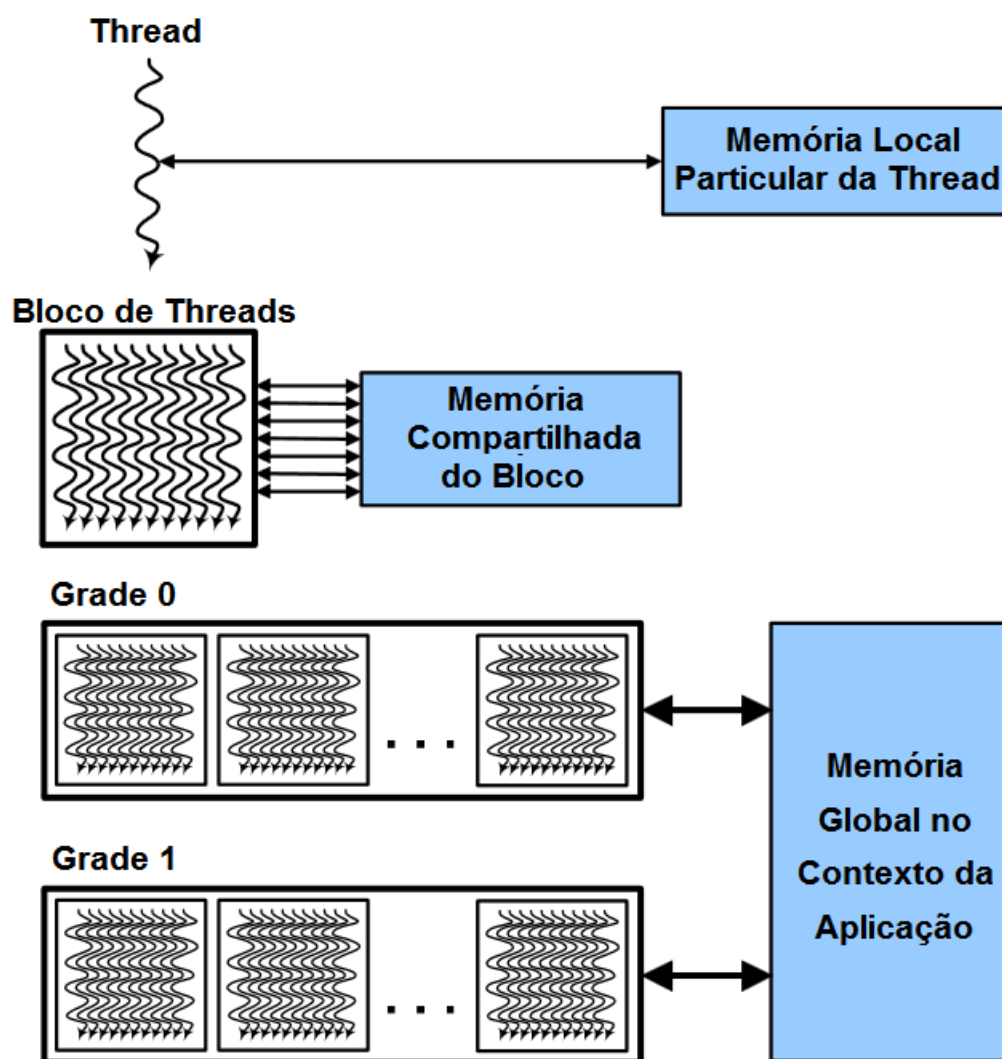 Thread
Memória Local
Particular da Thread
Bloco de Threads
Memória
Compartilhada
do Bloco
Grade 0
. . .
Memória
Global no
Contexto da
Aplicação
Grade 1
. . .